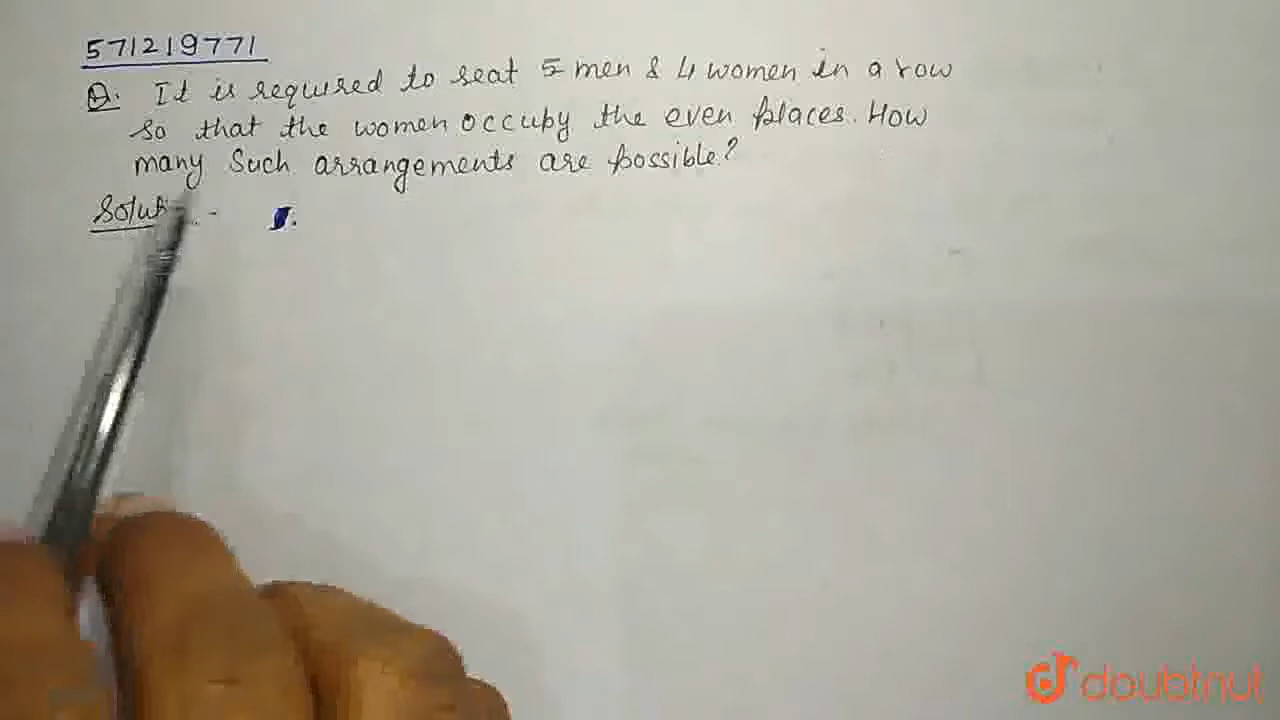 571219771
Q. It is required to seat 5 men & 4 women in a row
so that the women occupy the even places. How
many such arrangements are possible?
doubtnut